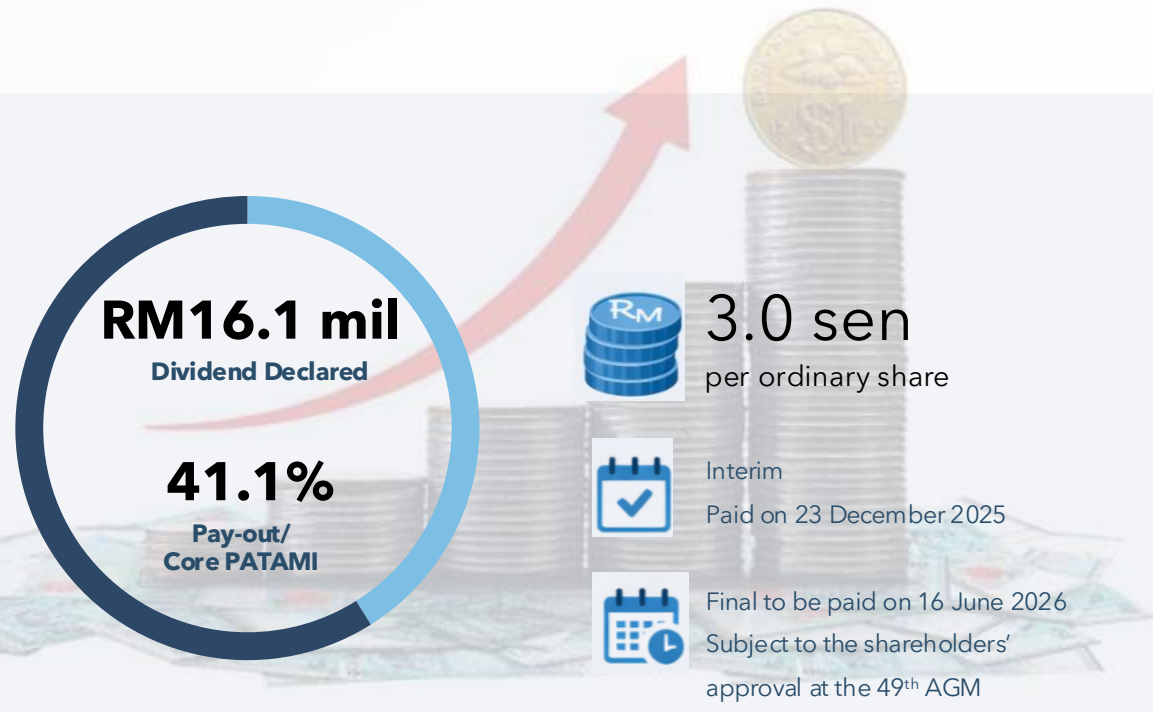 RM16.1 mil
Dividend Declared
41.1%
Pay-out/
Core PATAMI
RM
3.0 sen
per ordinary share
Interim
Paid on 23 December 2025
Final to be paid on 16 June 2026
Subject to the shareholders’
approval at the 49th AGM
$1